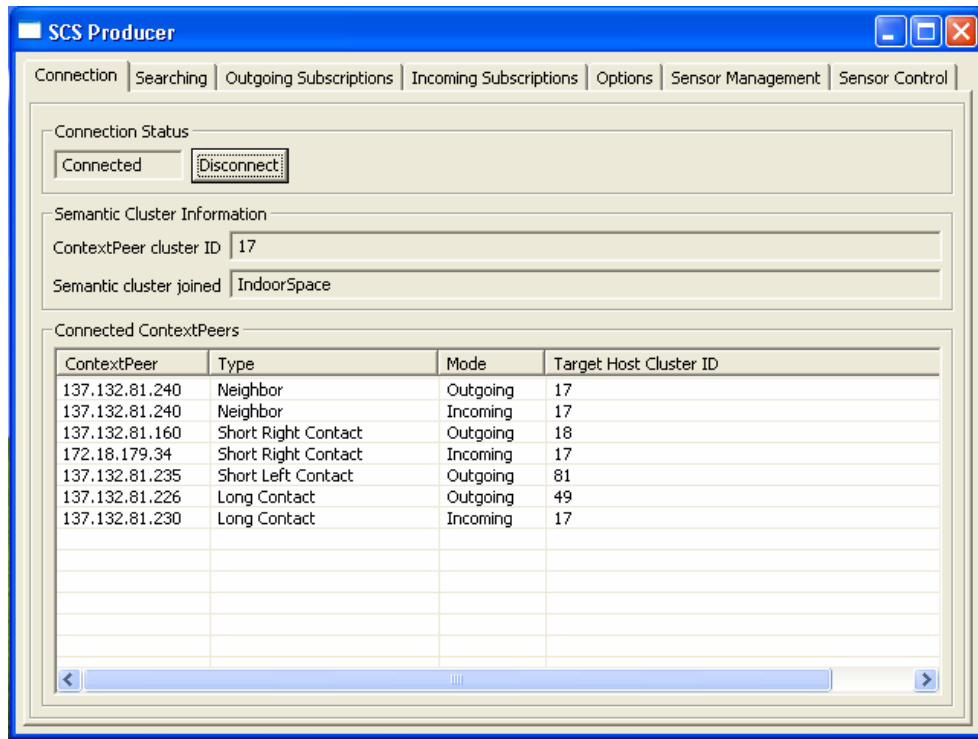 SCS Producer
Connection Searching Outgoing Subscriptions Incoming Subscriptions Options Sensor Management Sensor Control
Connection Status
Connected Disconnect
Semantic Cluster Information
ContextPeer cluster ID 17
Semantic cluster joined IndoorSpace
Connected ContextPeers
ContextPeer Type Mode Target Host Cluster ID
137.132.81.240 Neighbor Outgoing 17
137.132.81.240 Neighbor Incoming 17
137.132.81.160 Short Right Contact Outgoing 18
172.18.179.34 Short Right Contact Incoming 17
137.132.81.235 Short Left Contact Outgoing 81
137.132.81.226 Long Contact Outgoing 49
137.132.81.230 Long Contact Incoming 17